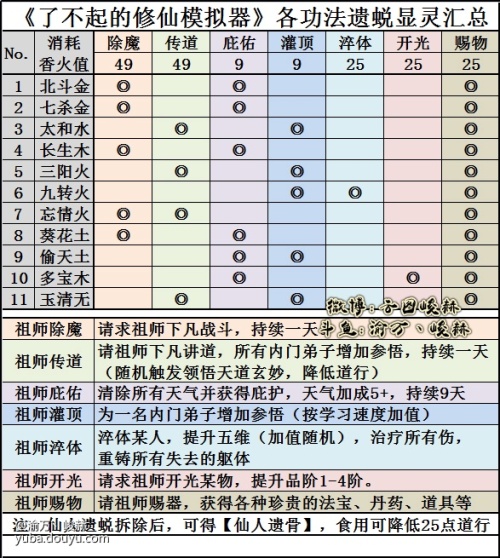 《了不起的修仙模拟器》各功法遗蜕显灵汇总
No. 消耗香火值 除魔 传道 庇佑 灌顶 淬体 开光 赐物
49 49 9 9 25 25 25
1 北斗金 ◎ ◎ ◎
2 七杀金 ◎ ◎ ◎
3 太和水 ◎ ◎ ◎
4 长生木 ◎ ◎ ◎
5 三阳火 ◎ ◎ ◎
6 九转火 ◎ ◎ ◎
7 忘情火 ◎ ◎ ◎
8 葵花土 ◎ ◎ ◎
9 偷天土 ◎ ◎ ◎
10 多宝木 ◎ ◎ ◎
11 玉清无 ◎ ◎ ◎
微博:子曰峻赫
斗鱼:渝万丶峻赫
祖师除魔 请求祖师下凡战斗，持续一天
祖师传道 请祖师下凡讲道，所有内门弟子增加参悟，持续一天
（随机触发领悟天道玄妙，降低道行）
祖师庇佑 清除所有天气并获得庇护，天气加成5+，持续9天
祖师灌顶 为一名内门弟子增加参悟（按学习速度加值）
祖师淬体 淬体某人，提升五维（加值随机），治疗所有伤，
重铸所有失去的躯体
祖师开光 请求祖师开光某物，提升品阶1-4阶。
祖师赐物 请祖师赐器，获得各种珍贵的法宝、丹药、道具等
注：仙人遗蜕拆除后，可得【仙人遗骨】，食用可降低25点道行
yuba.douyu.com